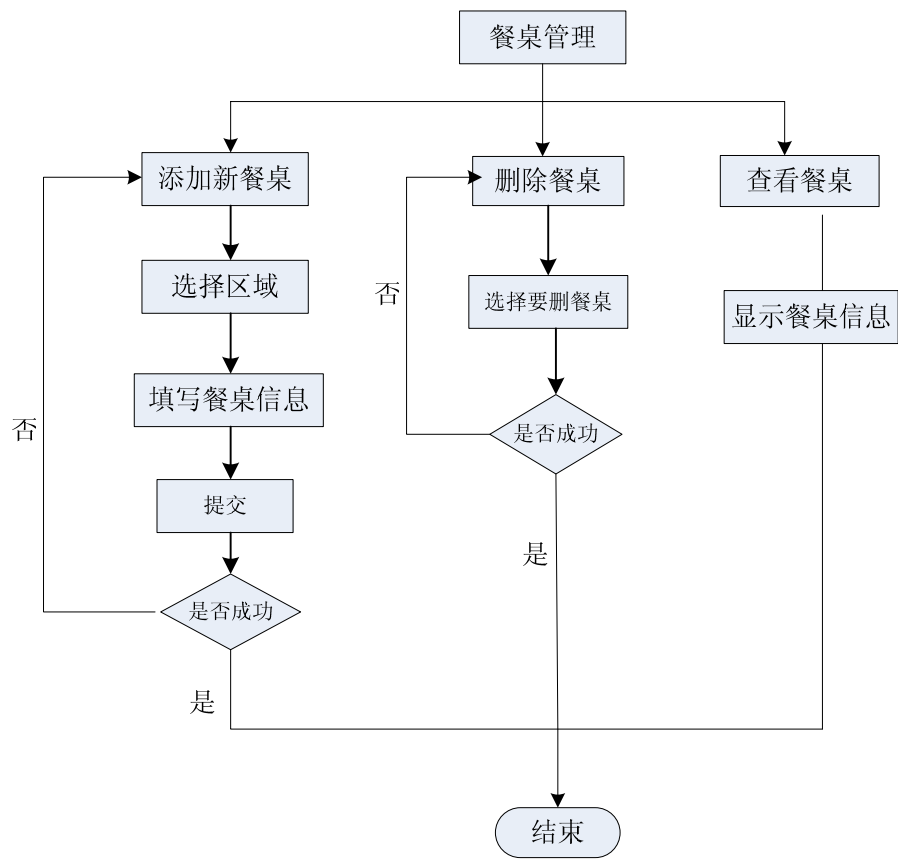 餐桌管理
添加新餐桌
删除餐桌
查看餐桌
选择区域
选择要删餐桌
否
显示餐桌信息
填写餐桌信息
否
是否成功
提交
是
是否成功
是
结束